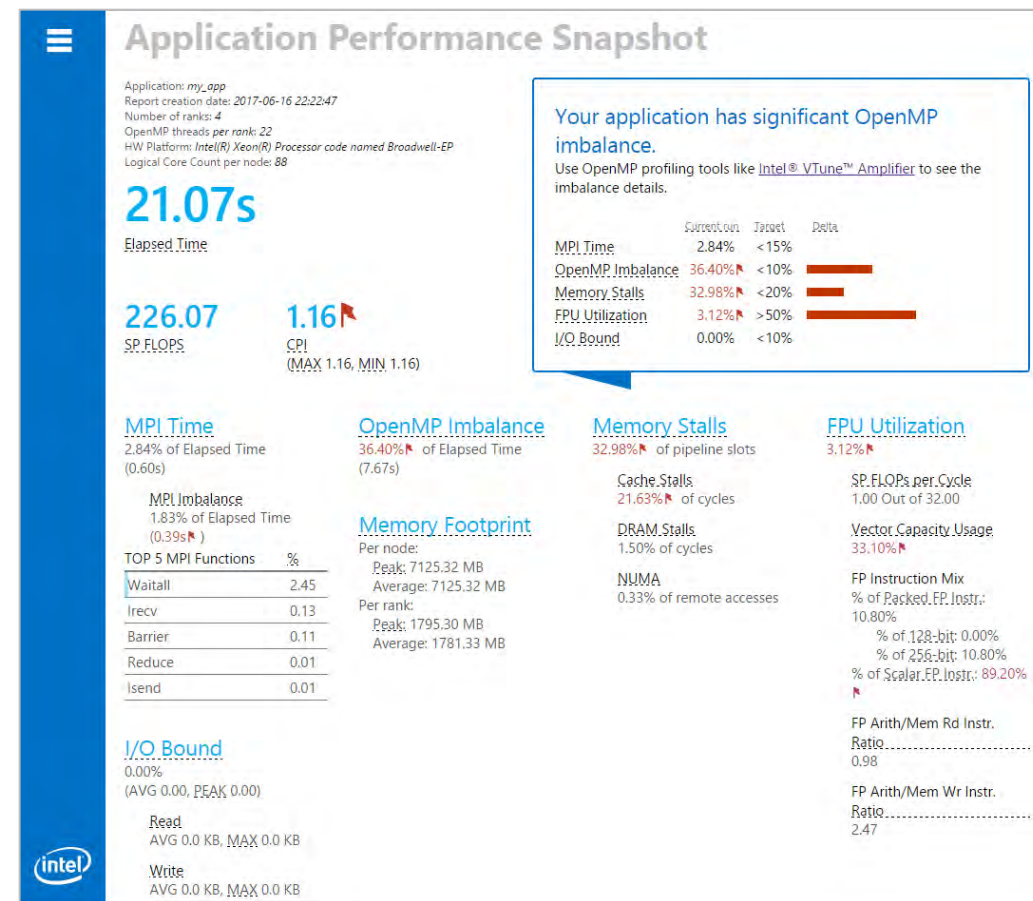 Application Performance Snapshot
Application: my_app
Report creation date: 2017-06-16 22:22:47
Number of ranks: 4
OpenMP threads per rank: 22
HW Platform: Intel(R) Xeon(R) Processor code named Broadwell-EP
Logical Core Count per node: 88
21.07s
Elapsed Time
226.07
SP FLOPS
1.16
CPI
(MAX 1.16, MIN 1.16)
Your application has significant OpenMP
imbalance.
Use OpenMP profiling tools like Intel® VTune™ Amplifier to see the
imbalance details.
Current run Target Delta
MPI Time 2.84% <15%
OpenMP Imbalance 36.40% <10%
Memory Stalls 32.98% <20%
FPU Utilization 3.12% >50%
I/O Bound 0.00% <10%
MPI Time
2.84% of Elapsed Time
(0.60s)
MPI Imbalance
1.83% of Elapsed Time
(0.39s)
TOP 5 MPI Functions %
Waitall 2.45
Irecv 0.13
Barrier 0.11
Reduce 0.01
Isend 0.01
I/O Bound
0.00%
(AVG 0.00, PEAK 0.00)
Read
AVG 0.0 KB, MAX 0.0 KB
Write
AVG 0.0 KB, MAX 0.0 KB
OpenMP Imbalance
36.40% of Elapsed Time
(7.67s)
Memory Footprint
Per node:
Peak: 7125.32 MB
Average: 7125.32 MB
Per rank:
Peak: 1795.30 MB
Average: 1781.33 MB
Memory Stalls
32.98% of pipeline slots
Cache Stalls
21.63% of cycles
DRAM Stalls
1.50% of cycles
NUMA
0.33% of remote accesses
FPU Utilization
3.12%
SP FLOPs per Cycle
1.00 Out of 32.00
Vector Capacity Usage
33.10%
FP Instruction Mix
% of Packed FP Instr.:
10.80%
% of 128-bit: 0.00%
% of 256-bit: 10.80%
% of Scalar FP Instr.: 89.20%
FP Arith/Mem Rd Instr.
Ratio
0.98
FP Arith/Mem Wr Instr.
Ratio
2.47
intel